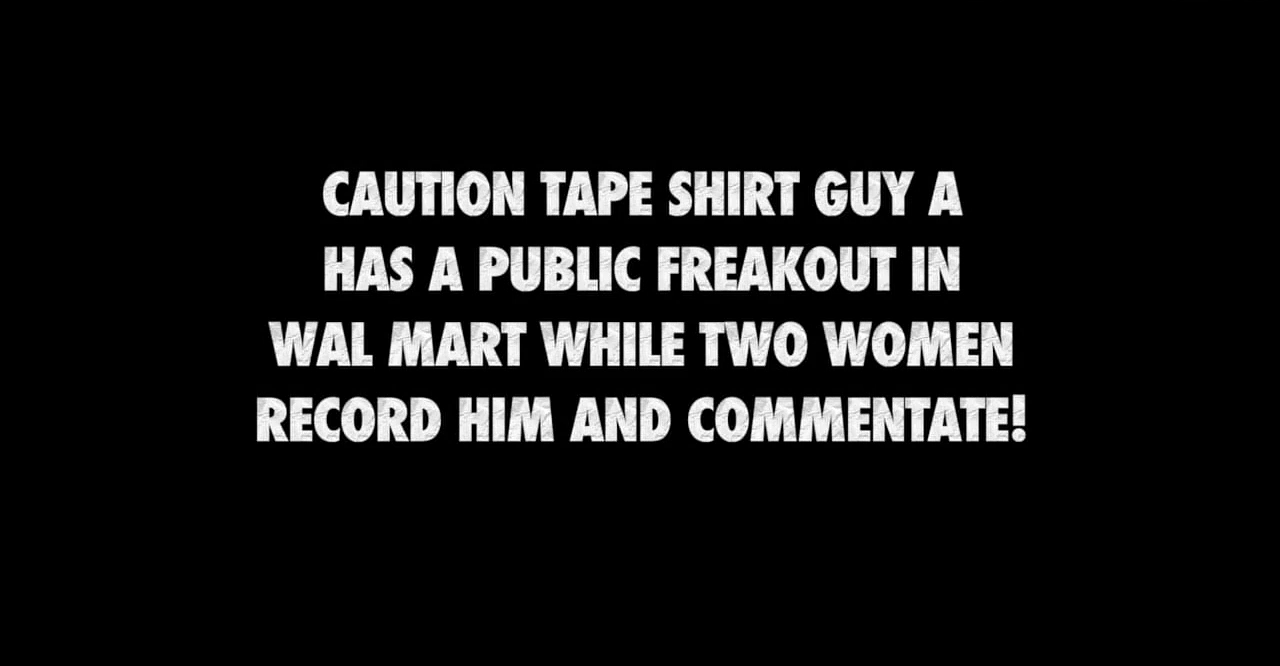 CAUTION TAPE SHIRT GUY A
HAS A PUBLIC FREAKOUT IN
WAL MART WHILE TWO WOMEN
RECORD HIM AND COMMENTATE!